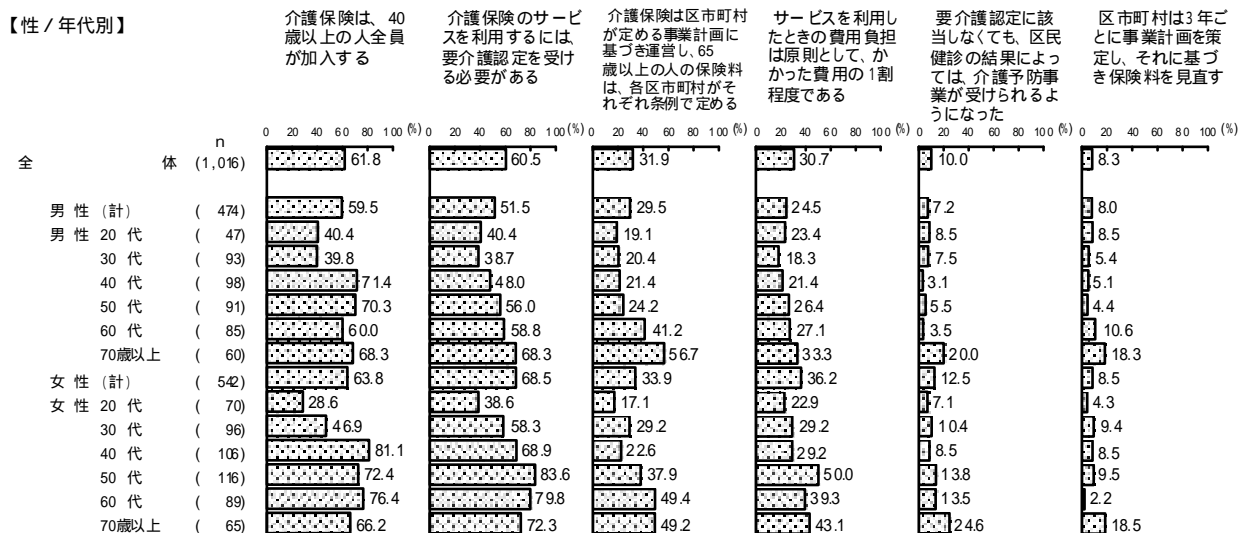 【性/年代別】
介護保険は、40
歳以上の人全員
が加入する
介護保険のサービ
スを利用するには、
要介護認定を受け
る必要がある
介護保険は区市町村
が定める事業計画に
基づき運営し、65
歳以上の人の保険料
は、各区市町村がそ
れぞれ条例で定める
サービスを利用し
たときの費用負担
は原則として、か
かった費用の1割
程度である
要介護認定に該
当しなくても、区民
健診の結果によっ
ては、介護予防事
業が受けられるよ
うになった
区市町村は3年ご
とに事業計画を策
定し、それに基づ
き保険料を見直す
0 20 40 60 80 100 (%) 0 20 40 60 80 100 (%) 0 20 40 60 80 100 (%) 0 20 40 60 80 100 (%) 0 20 40 60 80 100 (%) 0 20 40 60 80 100 (%)
n
全 体 (1,016) 61.8 60.5 31.9 30.7 10.0 8.3
男性(計) (474) 59.5 51.5 29.5 24.5 7.2 8.0
男性 20代 (47) 40.4 40.4 19.1 23.4 8.5 8.5
30代 (93) 39.8 38.7 20.4 18.3 7.5 5.4
40代 (98) 71.4 48.0 21.4 21.4 3.1 5.1
50代 (91) 70.3 56.0 24.2 26.4 5.5 4.4
60代 (85) 60.0 58.8 41.2 27.1 3.5 10.6
70歳以上 (60) 68.3 68.3 56.7 33.3 20.0 18.3
女性(計) (542) 63.8 68.5 33.9 36.2 12.5 8.5
女性 20代 (70) 28.6 38.6 17.1 22.9 7.1 4.3
30代 (96) 46.9 58.3 29.2 29.2 10.4 9.4
40代 (106) 81.1 68.9 22.6 29.2 8.5 8.5
50代 (116) 72.4 83.6 37.9 50.0 13.8 9.5
60代 (89) 76.4 79.8 49.4 39.3 13.5 2.2
70歳以上 (65) 66.2 72.3 49.2 43.1 24.6 18.5